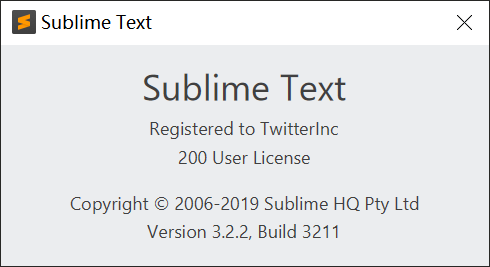 Sublime Text
Sublime Text
Registered to TwitterInc
200 User License
Copyright © 2006-2019 Sublime HQ Pty Ltd
Version 3.2.2, Build 3211